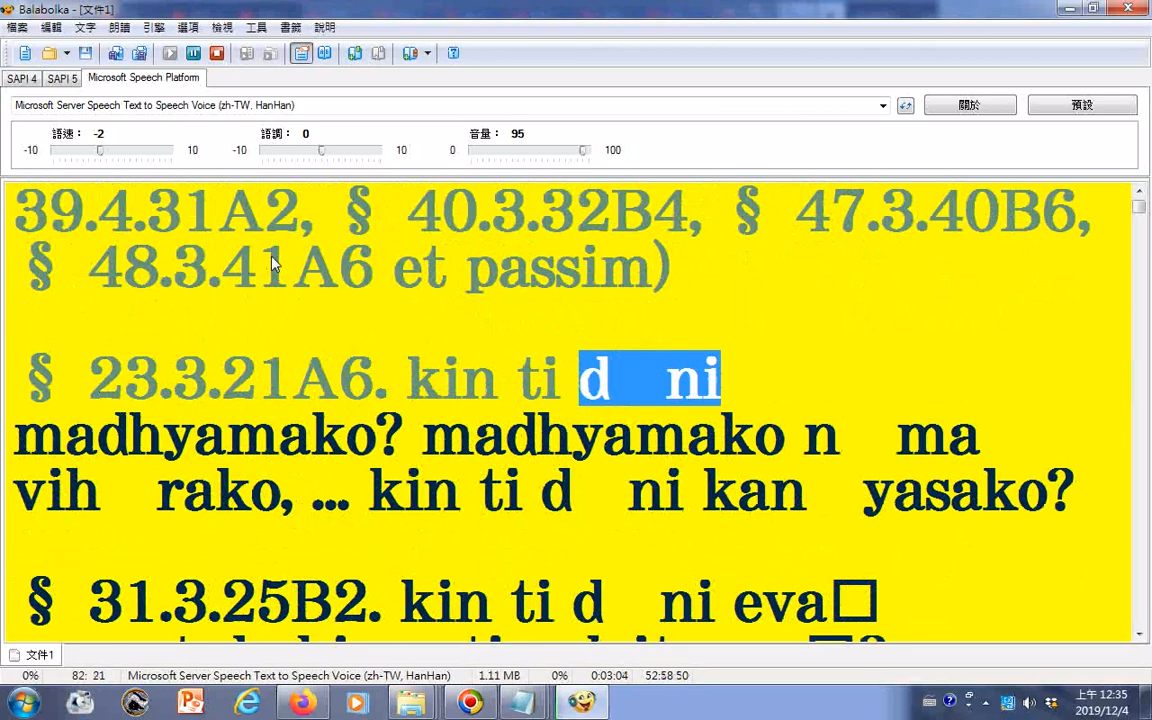 Balabolka - [文件1]
檔案 編輯 文字 朗讀 引擎 選項 檢視 工具 書籤 說明
SAPI 4 SAPI 5 Microsoft Speech Platform
Microsoft Server Speech Text to Speech Voice (zh-TW, HanHan) 關於 預設
語速： -2 語調： 0 音量： 95
-10 10 -10 10 0 100
39.4.31A2, § 40.3.32B4, § 47.3.40B6,
§ 48.3.41A6 et passim)
§ 23.3.21A6. kin ti d ni
madhyamako? madhyamako n ma
vih rako, ... kin ti d ni kan yasako?
§ 31.3.25B2. kin ti d ni eva□
文件1
0% 82: 21 Microsoft Server Speech Text to Speech Voice (zh-TW, HanHan) 1.11 MB 0% 0:03:04 52:58 50
上午 12:35
2019/12/4